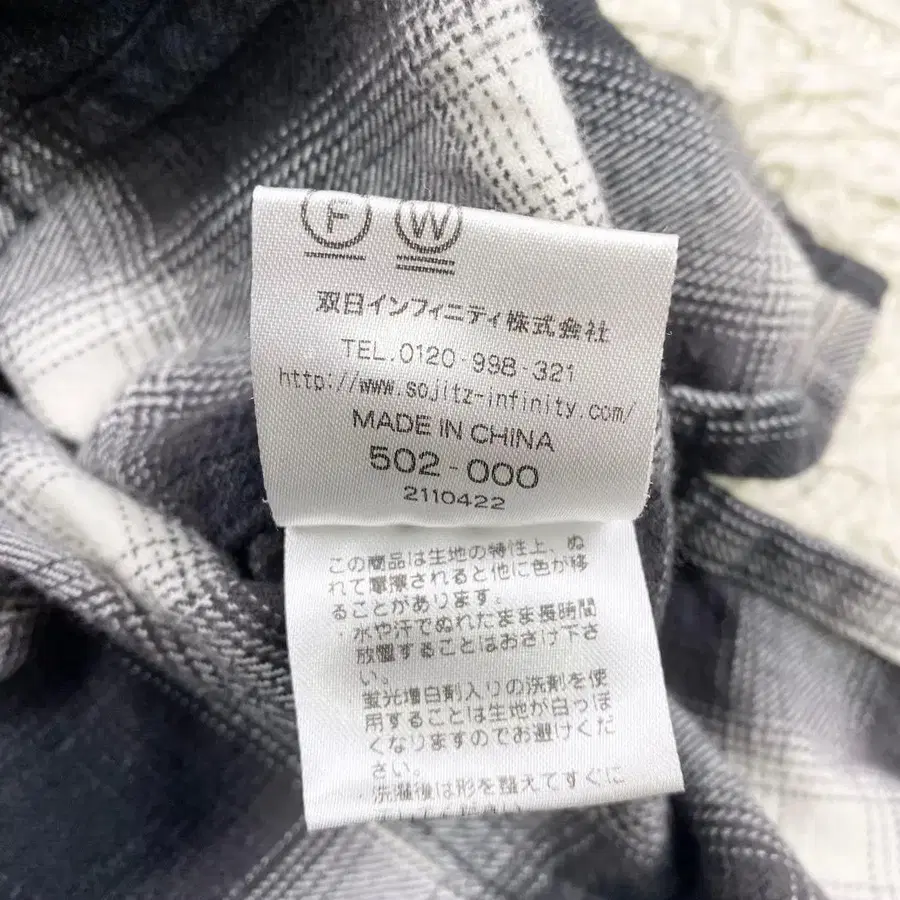 F W
双日インフィニティ株式会社
TEL.0120-998-321
http://www.sojitz-infinity.com/
MADE IN CHINA
502-000
2110422
この商品は生地の特性上、ぬ
れて摩擦されると他に色が移
ることがあります。
・水や汗でぬれたまま長時間
放置することはおさけ下さ
い。
・蛍光増白剤入りの洗剤を使
用することは生地が白っぽ
くなりますのでお避けくだ
さい。
・洗濯後は形を整えてすぐに